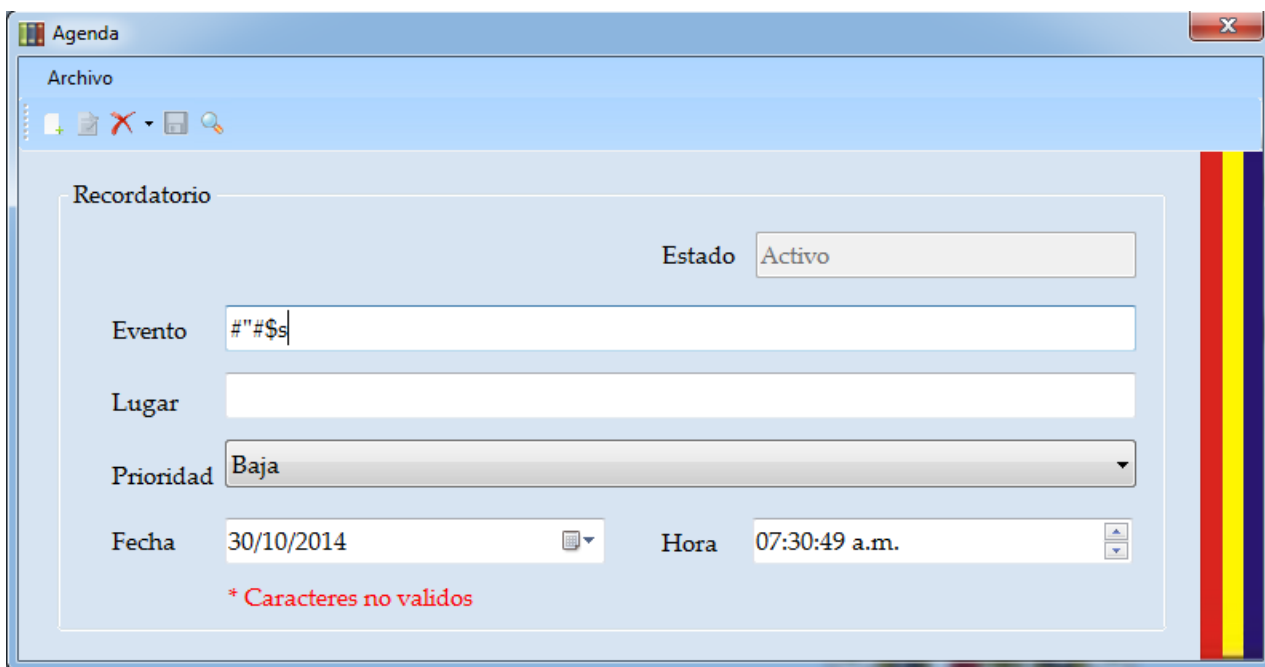 Agenda
Archivo
Recordatorio
Estado Activo
Evento #"#$s
Lugar
Prioridad Baja
Fecha 30/10/2014 Hora 07:30:49 a.m.
* Caracteres no validos